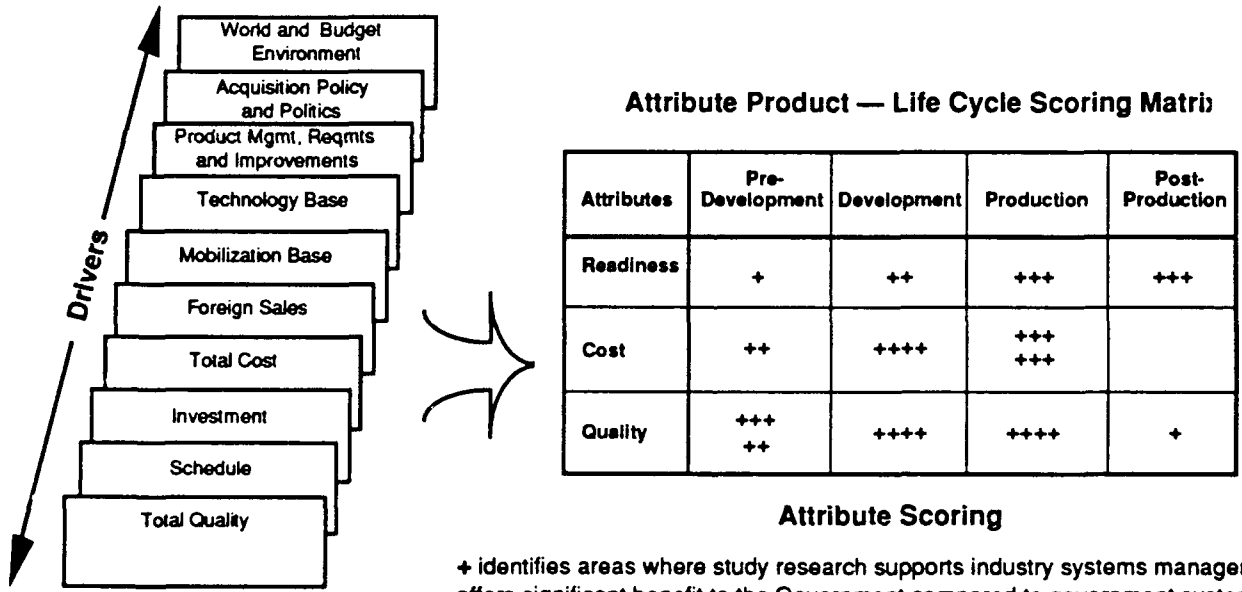 World and Budget
Environment
Acquisition Policy
and Politics
Product Mgmt, Reqmts
and Improvements
Technology Base
Mobilization Base
Foreign Sales
Total Cost
Investment
Schedule
Total Quality
Drivers
Attribute Product — Life Cycle Scoring Matrix
Attributes Pre-Development Development Production Post-Production
Readiness + ++ +++ +++
Cost ++ ++++ +++
+++
Quality +++ ++++ ++++ +
++
Attribute Scoring
+ identifies areas where study research supports industry systems manager
offers significant benefit to the Government compared to government